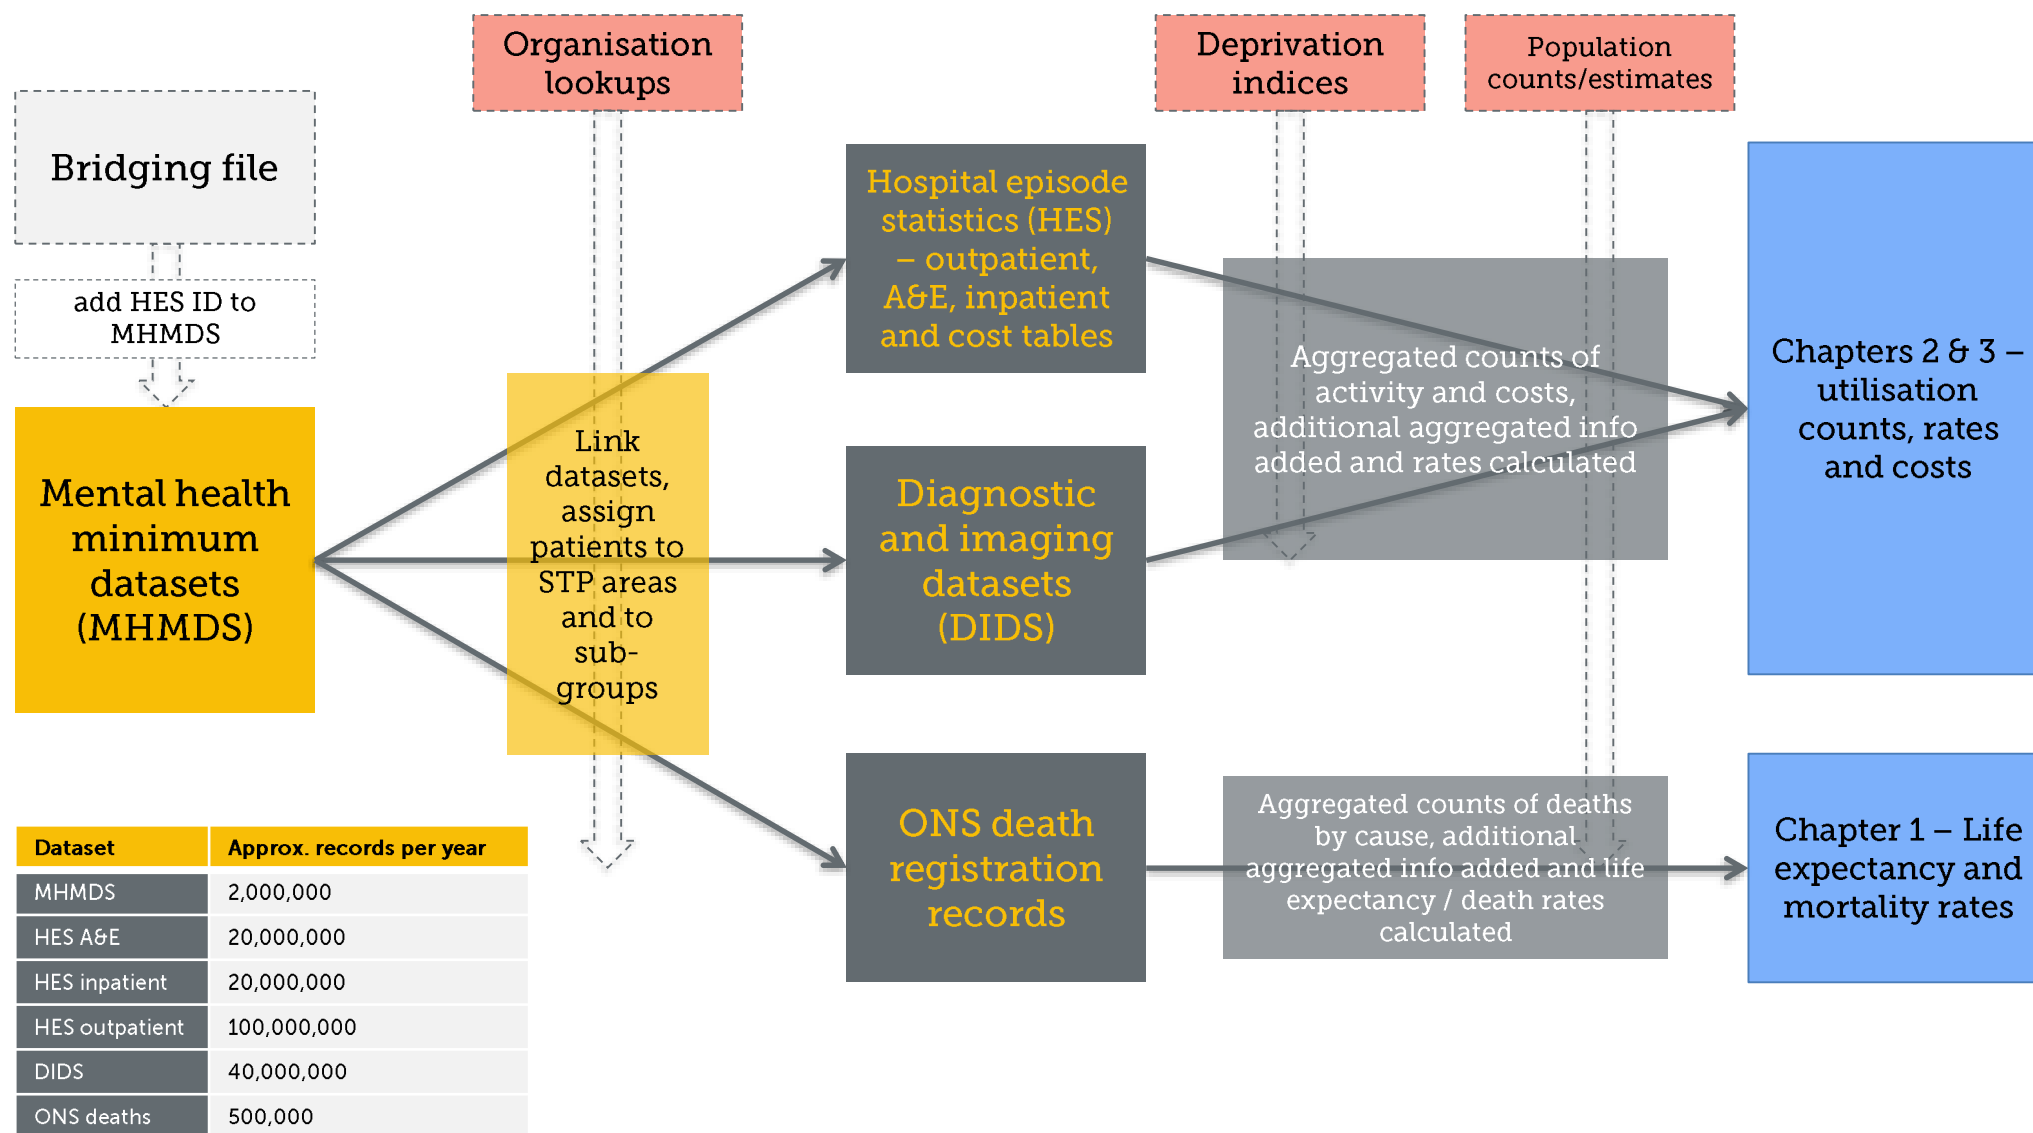 Organisation
lookups
Deprivation
indices
Population
counts/estimates
Bridging file
add HES ID to
MHMDS
Mental health
minimum
datasets
(MHMDS)
Link
datasets,
assign
patients to
STP areas
and to
sub-
groups
Hospital episode
statistics (HES)
– outpatient,
A&E, inpatient
and cost tables
Diagnostic
and imaging
datasets
(DIDS)
ONS death
registration
records
Aggregated counts of
activity and costs,
additional aggregated info
added and rates calculated
Aggregated counts of deaths
by cause, additional
aggregated info added and life
expectancy / death rates
calculated
Chapters 2 & 3 –
utilisation
counts, rates
and costs
Chapter 1 – Life
expectancy and
mortality rates
Dataset Approx. records per year
MHMDS 2,000,000
HES A&E 20,000,000
HES inpatient 20,000,000
HES outpatient 100,000,000
DIDS 40,000,000
ONS deaths 500,000